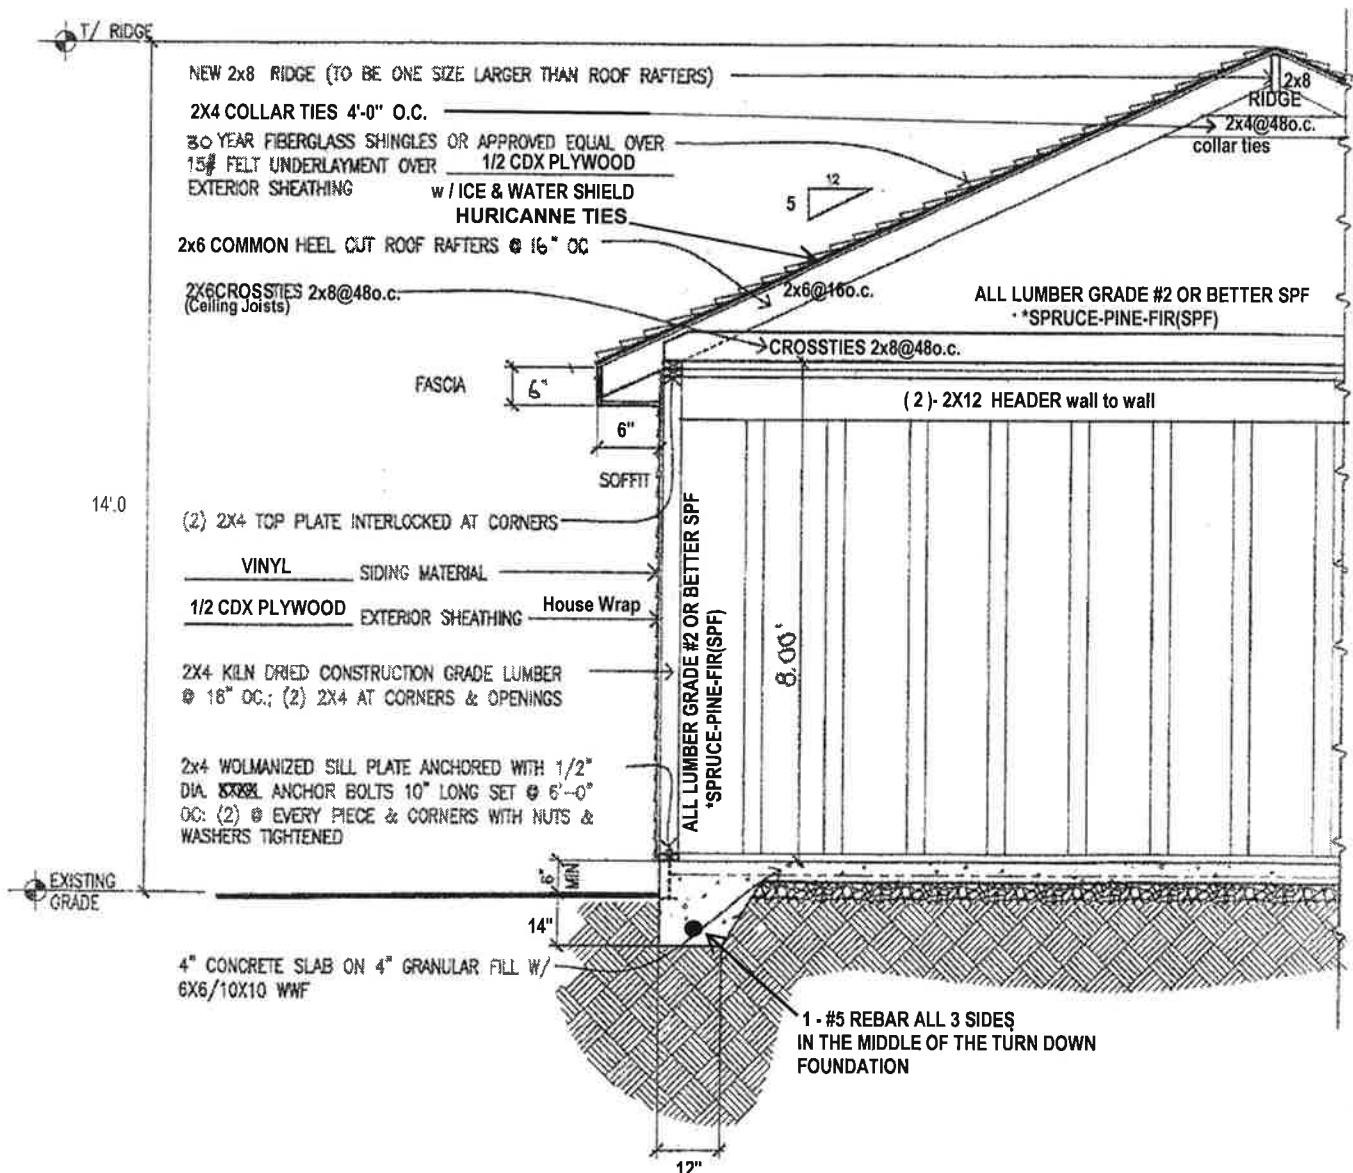 T/ RIDGE
NEW 2x8 RIDGE (TO BE ONE SIZE LARGER THAN ROOF RAFTERS)
2X4 COLLAR TIES 4'-0" O.C.
30 YEAR FIBERGLASS SHINGLES OR APPROVED EQUAL OVER
15# FELT UNDERLAYMENT OVER 1/2 CDX PLYWOOD
EXTERIOR SHEATHING w / ICE & WATER SHIELD
HURICANNE TIES
2x6 COMMON HEEL CUT ROOF RAFTERS @ 16" OC
2X6CROSSTIES 2x8@48o.c.
(Ceiling Joists)
2x8
RIDGE
2x4@48o.c.
collar ties
12
5
2x6@16o.c.
ALL LUMBER GRADE #2 OR BETTER SPF
*SPRUCE-PINE-FIR(SPF)
CROSSTIES 2x8@48o.c.
FASCIA
6"
6"
SOFFIT
( 2 )- 2X12 HEADER wall to wall
14'.0
(2) 2X4 TOP PLATE INTERLOCKED AT CORNERS
VINYL SIDING MATERIAL
1/2 CDX PLYWOOD EXTERIOR SHEATHING House Wrap
2X4 KILN DRIED CONSTRUCTION GRADE LUMBER
@ 16" OC.; (2) 2X4 AT CORNERS & OPENINGS
ALL LUMBER GRADE #2 OR BETTER SPF
*SPRUCE-PINE-FIR(SPF)
8.00'
2x4 WOLMANIZED SILL PLATE ANCHORED WITH 1/2"
DIA. ANCHOR BOLTS 10" LONG SET @ 6'-0"
OC: (2) @ EVERY PIECE & CORNERS WITH NUTS &
WASHERS TIGHTENED
EXISTING
GRADE
MIN
14"
4" CONCRETE SLAB ON 4" GRANULAR FILL W/
6X6/10X10 WWF
1 - #5 REBAR ALL 3 SIDES
IN THE MIDDLE OF THE TURN DOWN
FOUNDATION
12"